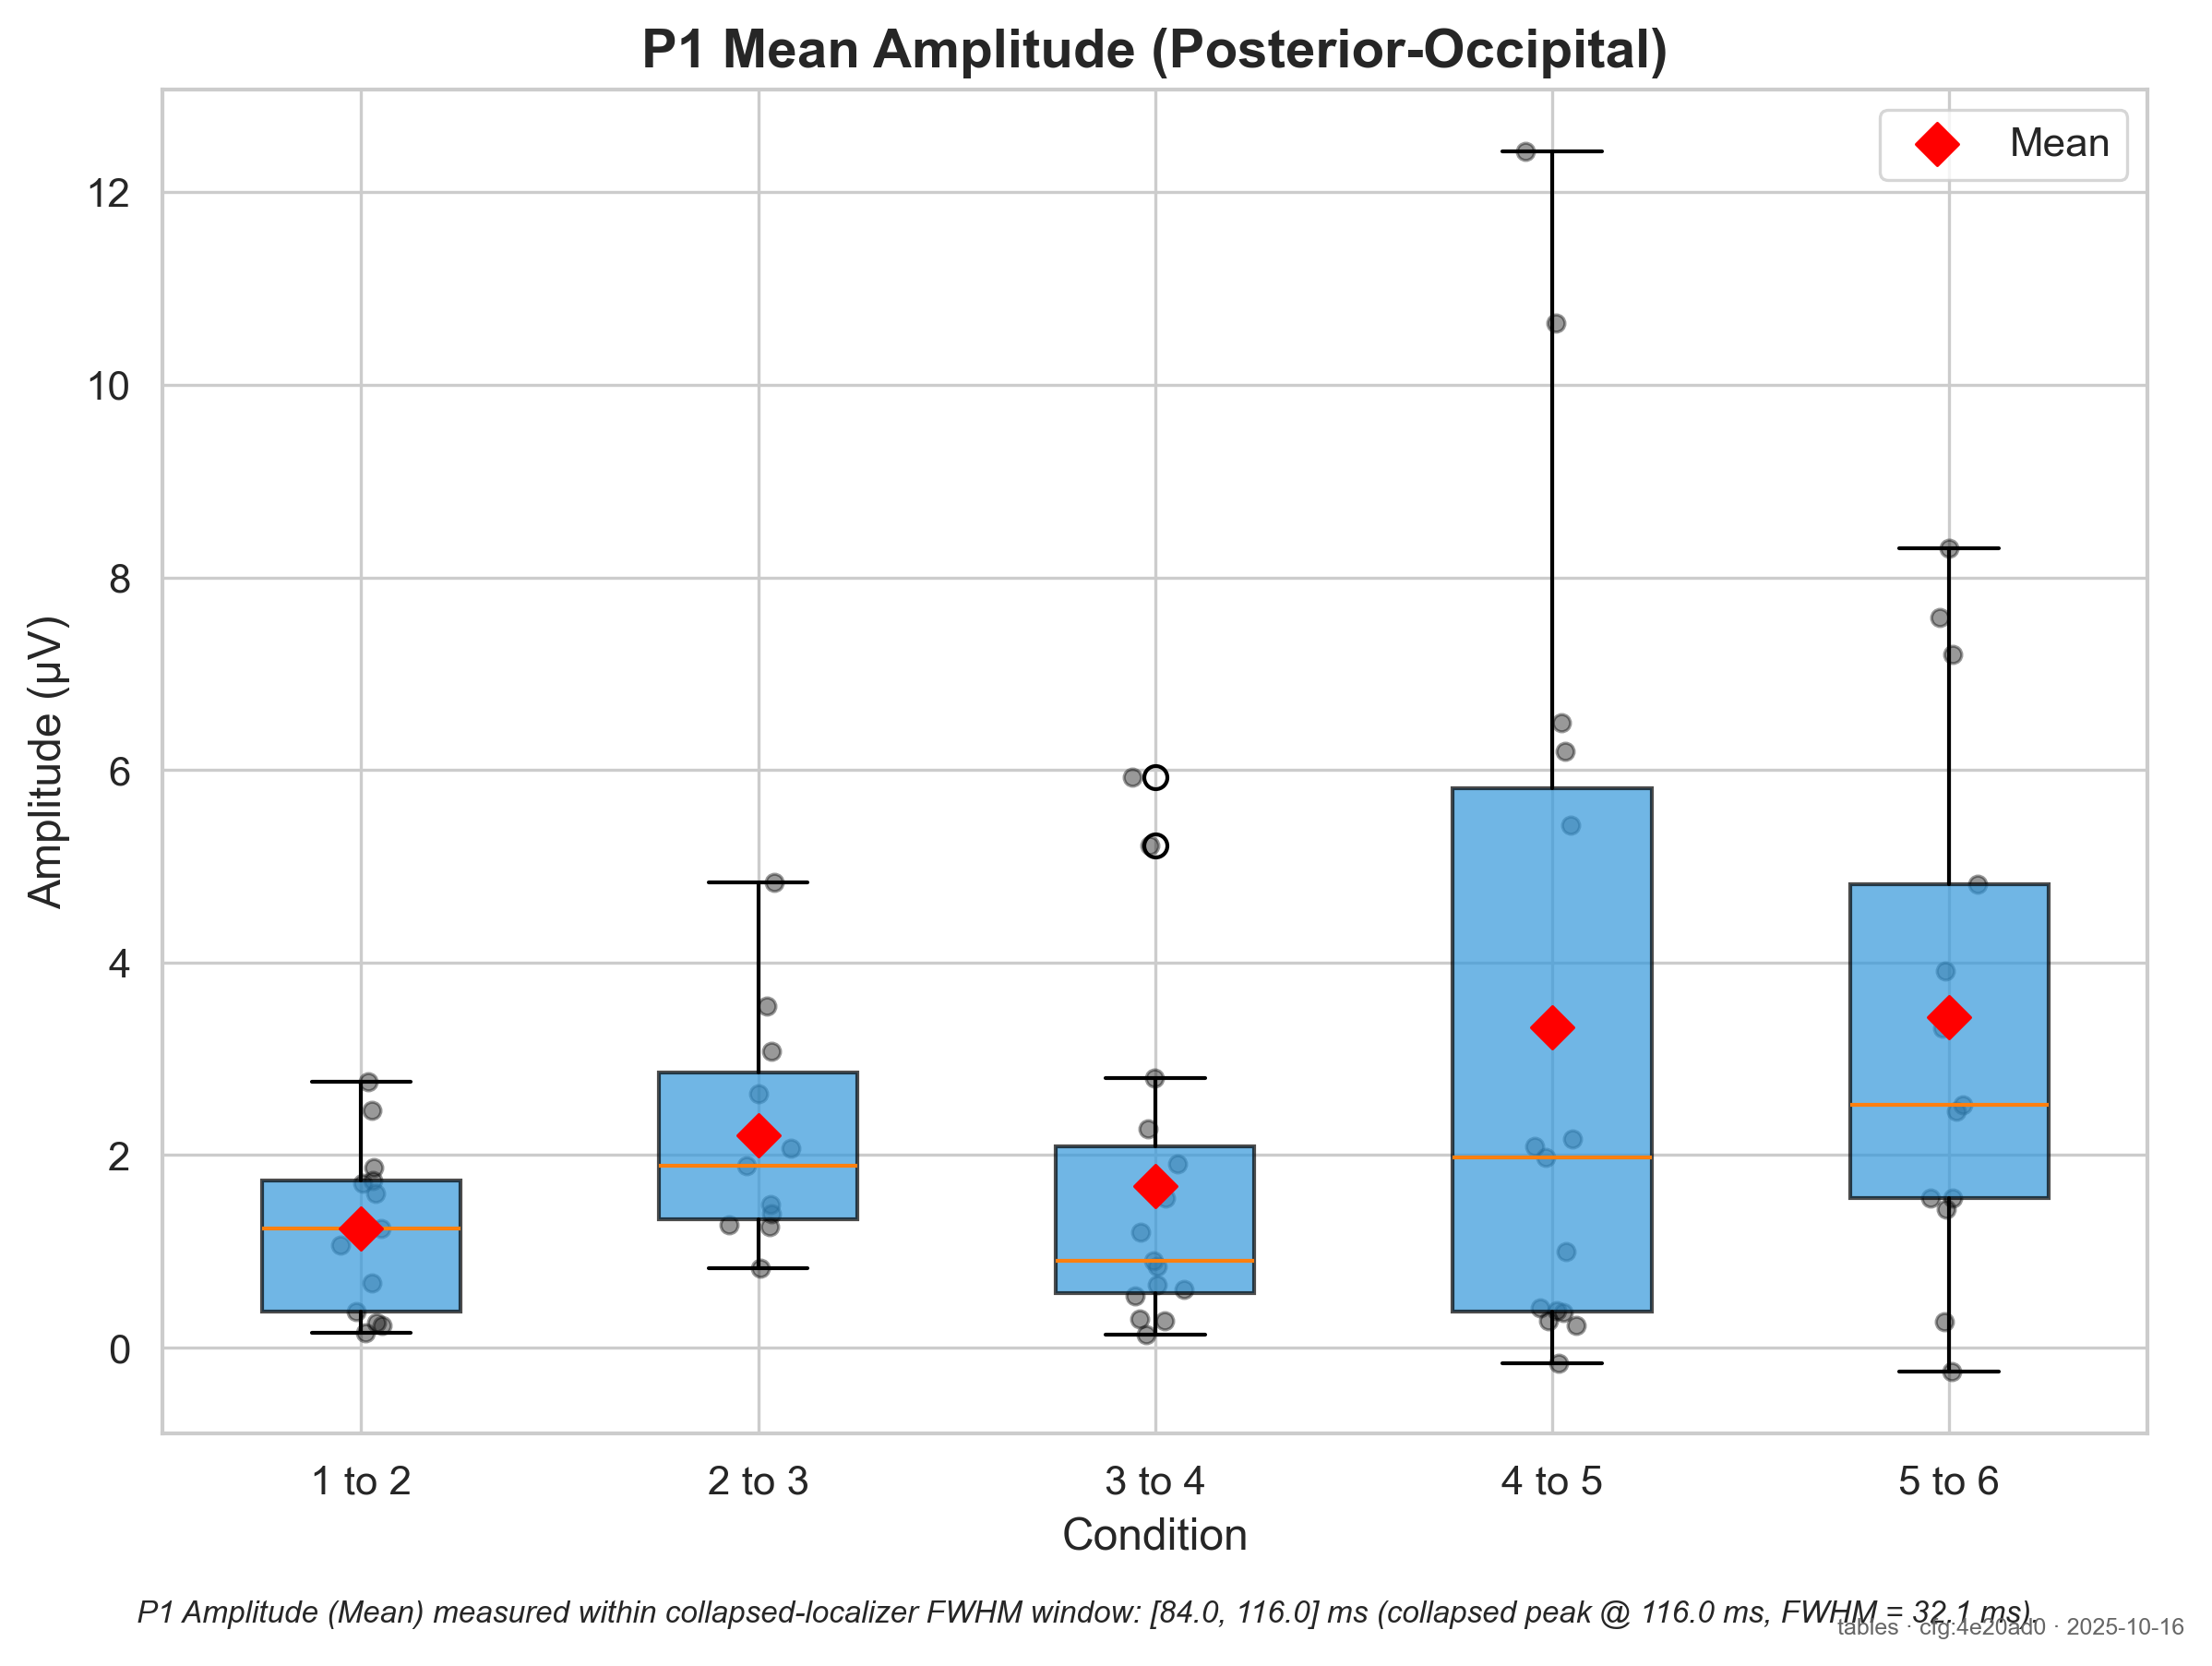 P1 Mean Amplitude (Posterior-Occipital)
Mean
12
10
8
6
4
2
0
Amplitude (µV)
1 to 2
2 to 3
3 to 4
4 to 5
5 to 6
Condition
P1 Amplitude (Mean) measured within collapsed-localizer FWHM window: [84.0, 116.0] ms (collapsed peak @ 116.0 ms, FWHM = 32.1 ms).
tables · cfg:4e20ad0 · 2025-10-16